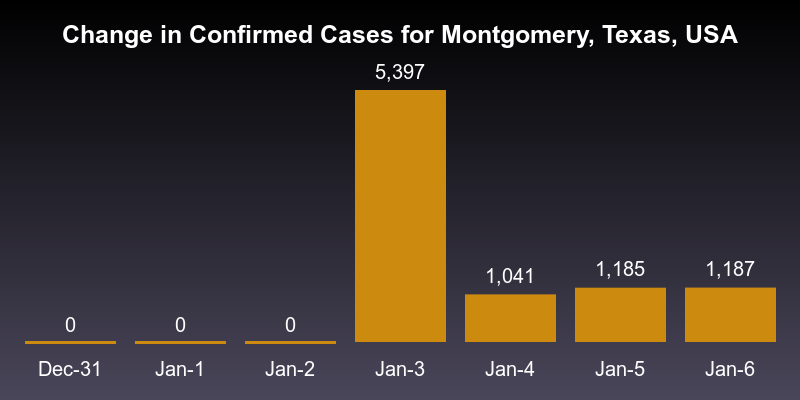 Change in Confirmed Cases for Montgomery, Texas, USA
5,397
1,041
1,185
1,187
0
0
0
Dec-31
Jan-1
Jan-2
Jan-3
Jan-4
Jan-5
Jan-6